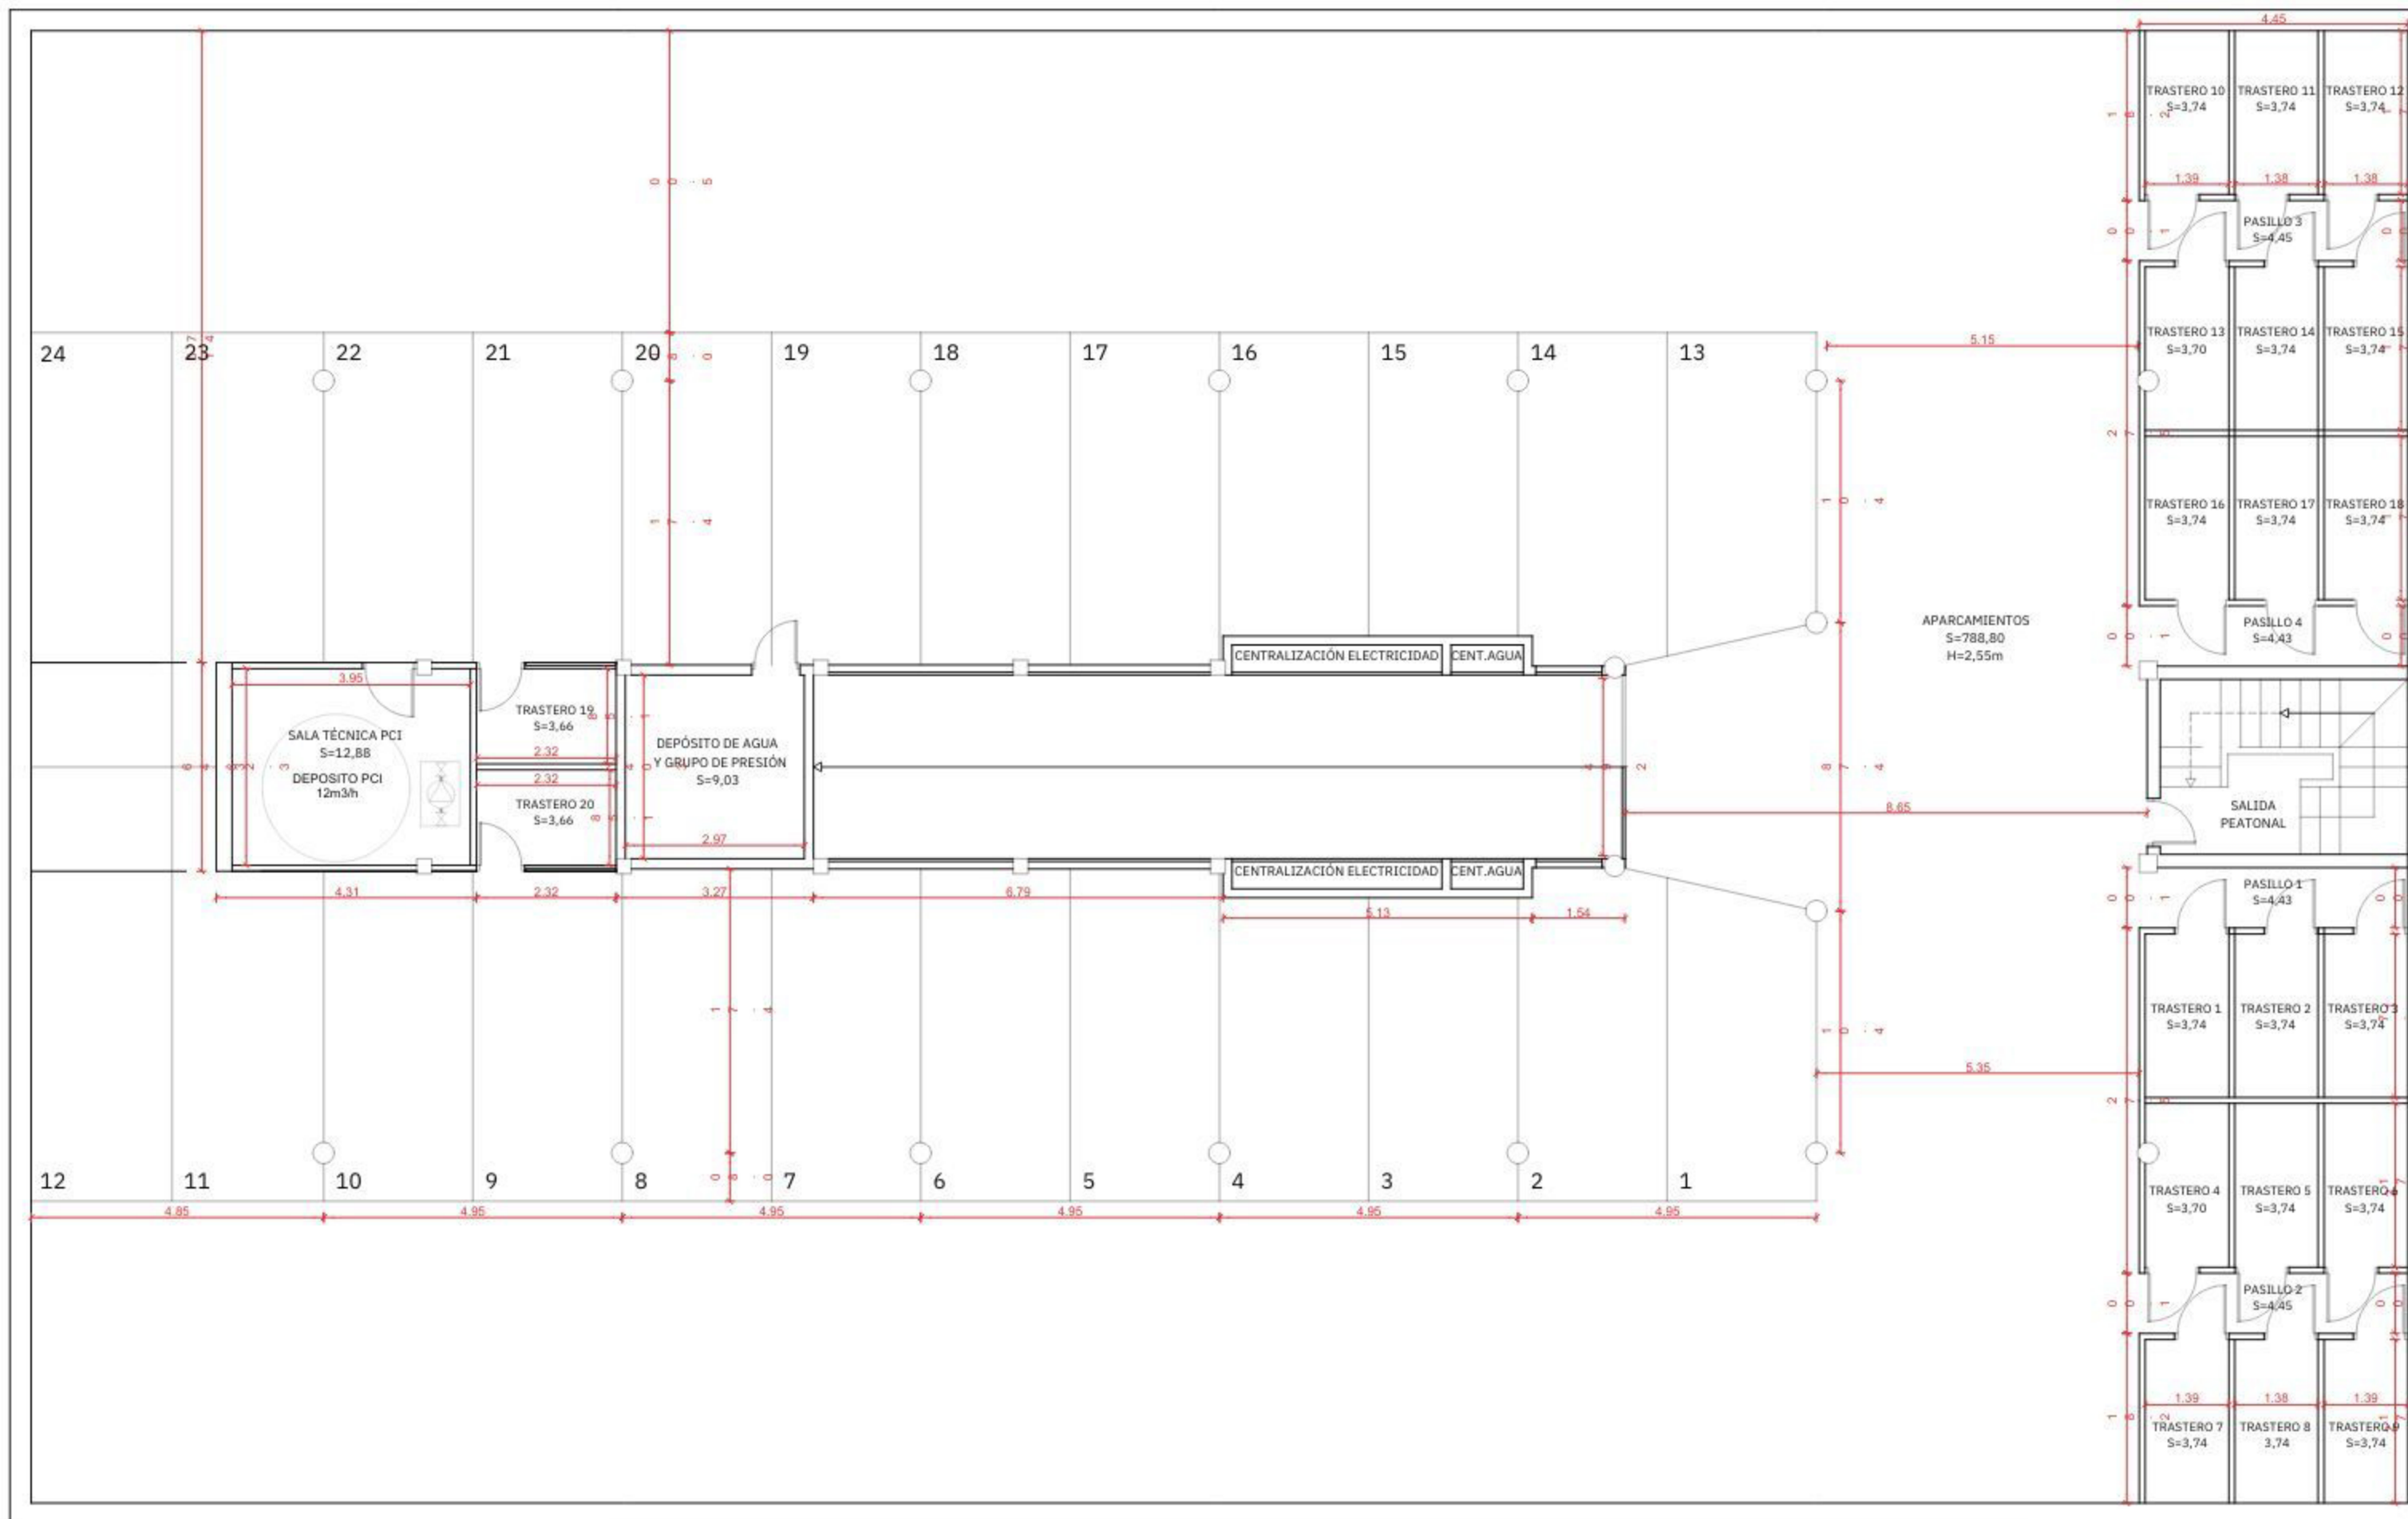 4.45
TRASTERO 10
S=3,74
TRASTERO 11
S=3,74
TRASTERO 12
S=3,74
1.39
1.38
1.38
PASILLO 3
S=4,45
5.00
TRASTERO 13
S=3,70
TRASTERO 14
S=3,74
TRASTERO 15
S=3,74
5.15
24
23
22
21
20
19
18
17
16
15
14
13
TRASTERO 16
S=3,74
TRASTERO 17
S=3,74
TRASTERO 18
S=3,74
PASILLO 4
S=4,43
APARCAMIENTOS
S=788,80
H=2,55m
CENTRALIZACIÓN ELECTRICIDAD
CENT.AGUA
3.95
SALA TÉCNICA PCI
S=12,88
DEPOSITO PCI
12m3/h
TRASTERO 19
S=3,66
2.32
2.32
TRASTERO 20
S=3,66
DEPÓSITO DE AGUA
Y GRUPO DE PRESIÓN
S=9,03
2.97
8.65
SALIDA
PEATONAL
CENTRALIZACIÓN ELECTRICIDAD
CENT.AGUA
4.31
2.32
3.27
6.79
5.13
1.54
PASILLO 1
S=4,43
TRASTERO 1
S=3,74
TRASTERO 2
S=3,74
TRASTERO 3
S=3,74
5.35
12
11
10
9
8
7
6
5
4
3
2
1
4.85
4.95
4.95
4.95
4.95
4.95
TRASTERO 4
S=3,70
TRASTERO 5
S=3,74
TRASTERO 6
S=3,74
PASILLO 2
S=4,45
1.39
1.38
1.39
TRASTERO 7
S=3,74
TRASTERO 8
3,74
TRASTERO 9
S=3,74